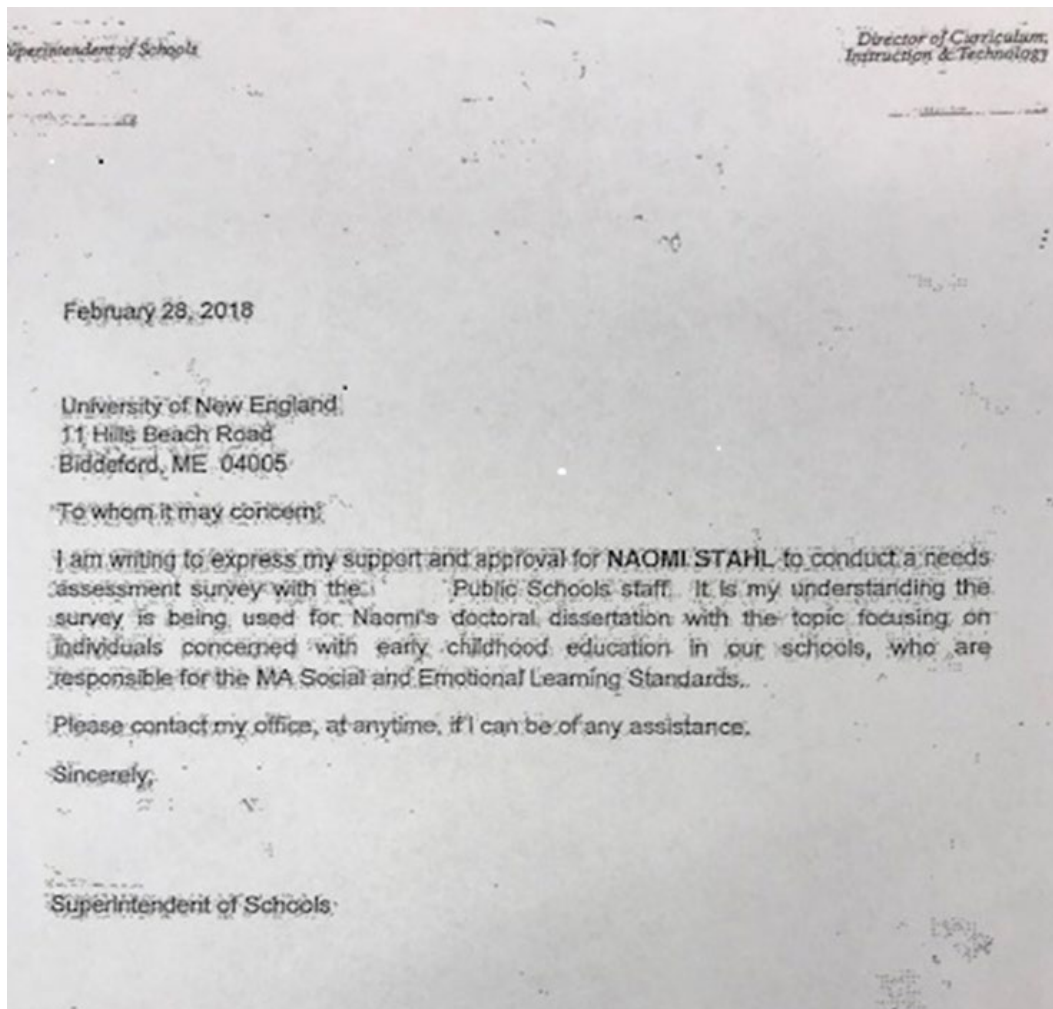 Superintendent of Schools
Director of Curriculum,
Instruction & Technology
February 28, 2018
University of New England
11 Hills Beach Road
Biddeford, ME 04005
To whom it may concern:
I am writing to express my support and approval for NAOMI STAHL to conduct a needs
assessment survey with the Public Schools staff. It is my understanding the
survey is being used for Naomi's doctoral dissertation with the topic focusing on
individuals concerned with early childhood education in our schools, who are
responsible for the MA Social and Emotional Learning Standards.
Please contact my office, at anytime, if I can be of any assistance.
Sincerely,
Superintendent of Schools